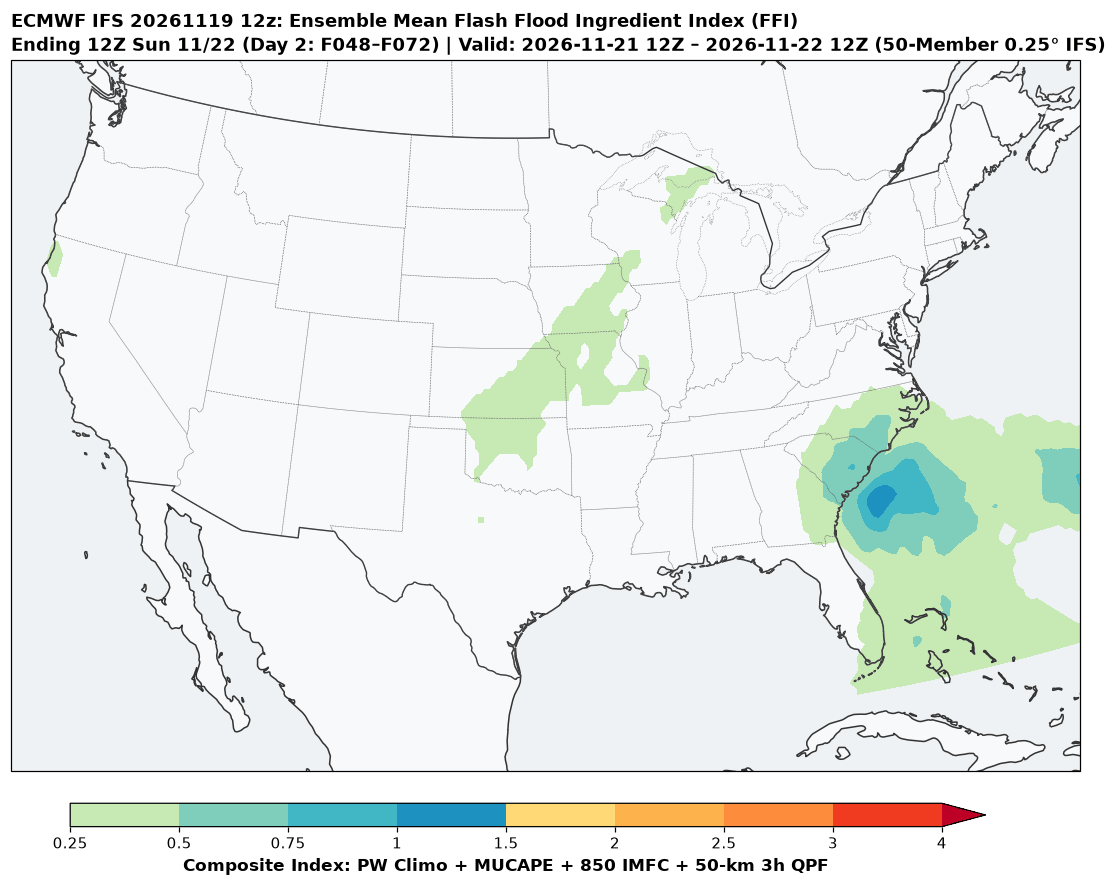 ECMWF IFS 20261119 12z: Ensemble Mean Flash Flood Ingredient Index (FFI)
Ending 12Z Sun 11/22 (Day 2: F048–F072) | Valid: 2026-11-21 12Z – 2026-11-22 12Z (50-Member 0.25° IFS)
0.25 0.5 0.75 1 1.5 2 2.5 3 4
Composite Index: PW Climo + MUCAPE + 850 IMFC + 50-km 3h QPF